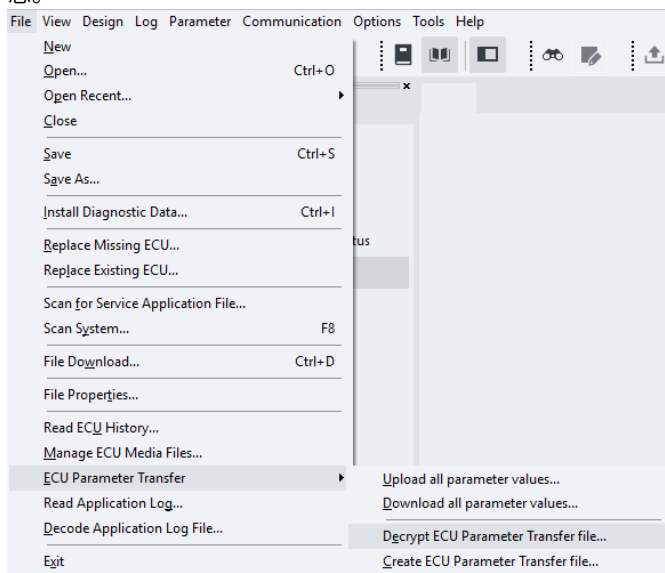 File View Design Log Parameter Communication Options Tools Help
New
Open... Ctrl+O
Open Recent...
Close
Save Ctrl+S
Save As...
Install Diagnostic Data... Ctrl+I
Replace Missing ECU...
tus
Replace Existing ECU...
Scan for Service Application File...
Scan System... F8
File Download... Ctrl+D
File Properties...
Read ECU History...
Manage ECU Media Files...
ECU Parameter Transfer
Upload all parameter values...
Read Application Log...
Download all parameter values...
Decode Application Log File...
Decrypt ECU Parameter Transfer file...
Exit
Create ECU Parameter Transfer file...